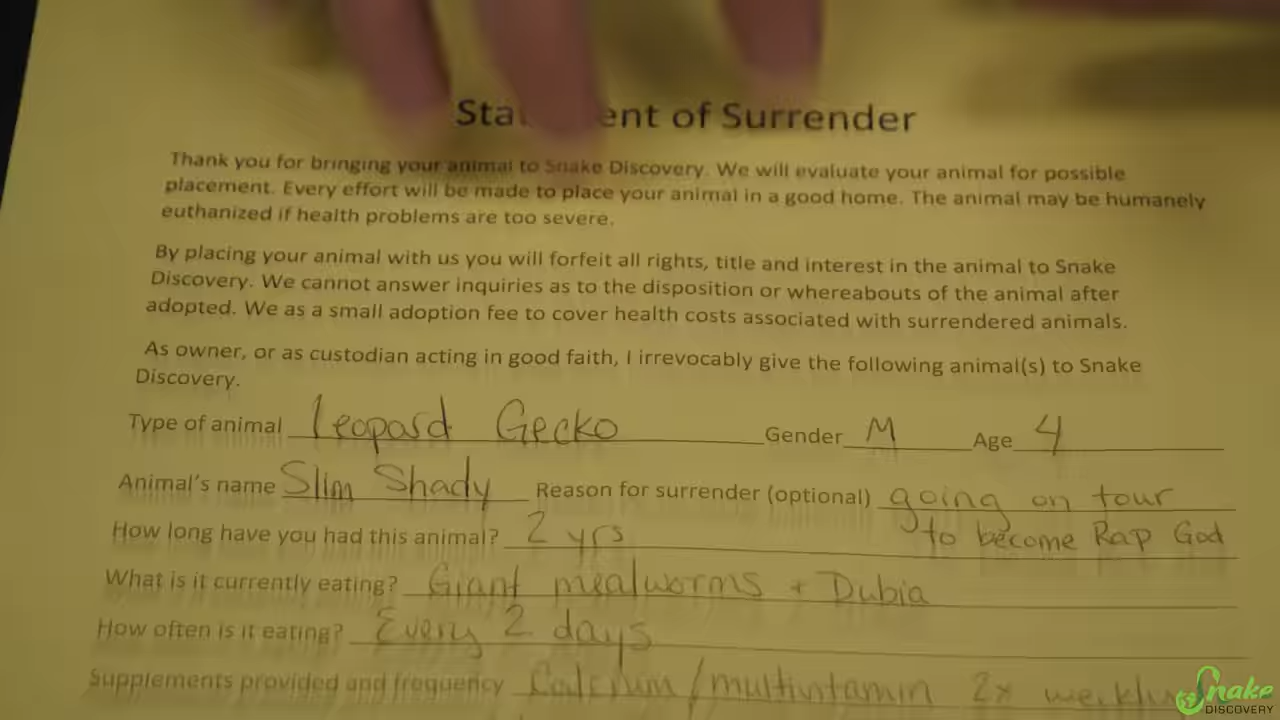 Statement of Surrender
Thank you for bringing your animal to Snake Discovery. We will evaluate your animal for possible
placement. Every effort will be made to place your animal in a good home. The animal may be humanely
euthanized if health problems are too severe.
By placing your animal with us you will forfeit all rights, title and interest in the animal to Snake
Discovery. We cannot answer inquiries as to the disposition or whereabouts of the animal after
adopted. We as a small adoption fee to cover health costs associated with surrendered animals.
As owner, or as custodian acting in good faith, I irrevocably give the following animal(s) to Snake
Discovery.
Type of animal Leopard Gecko Gender M Age 4
Animal's name Slim Shady Reason for surrender (optional) going on tour
to become Rap God
How long have you had this animal? 2 yrs
What is it currently eating? Giant mealworms + Dubia
How often is it eating? Every 2 days
Supplements provided and frequency Calcium/multivitamin 2x weekly
Snake
DISCOVERY